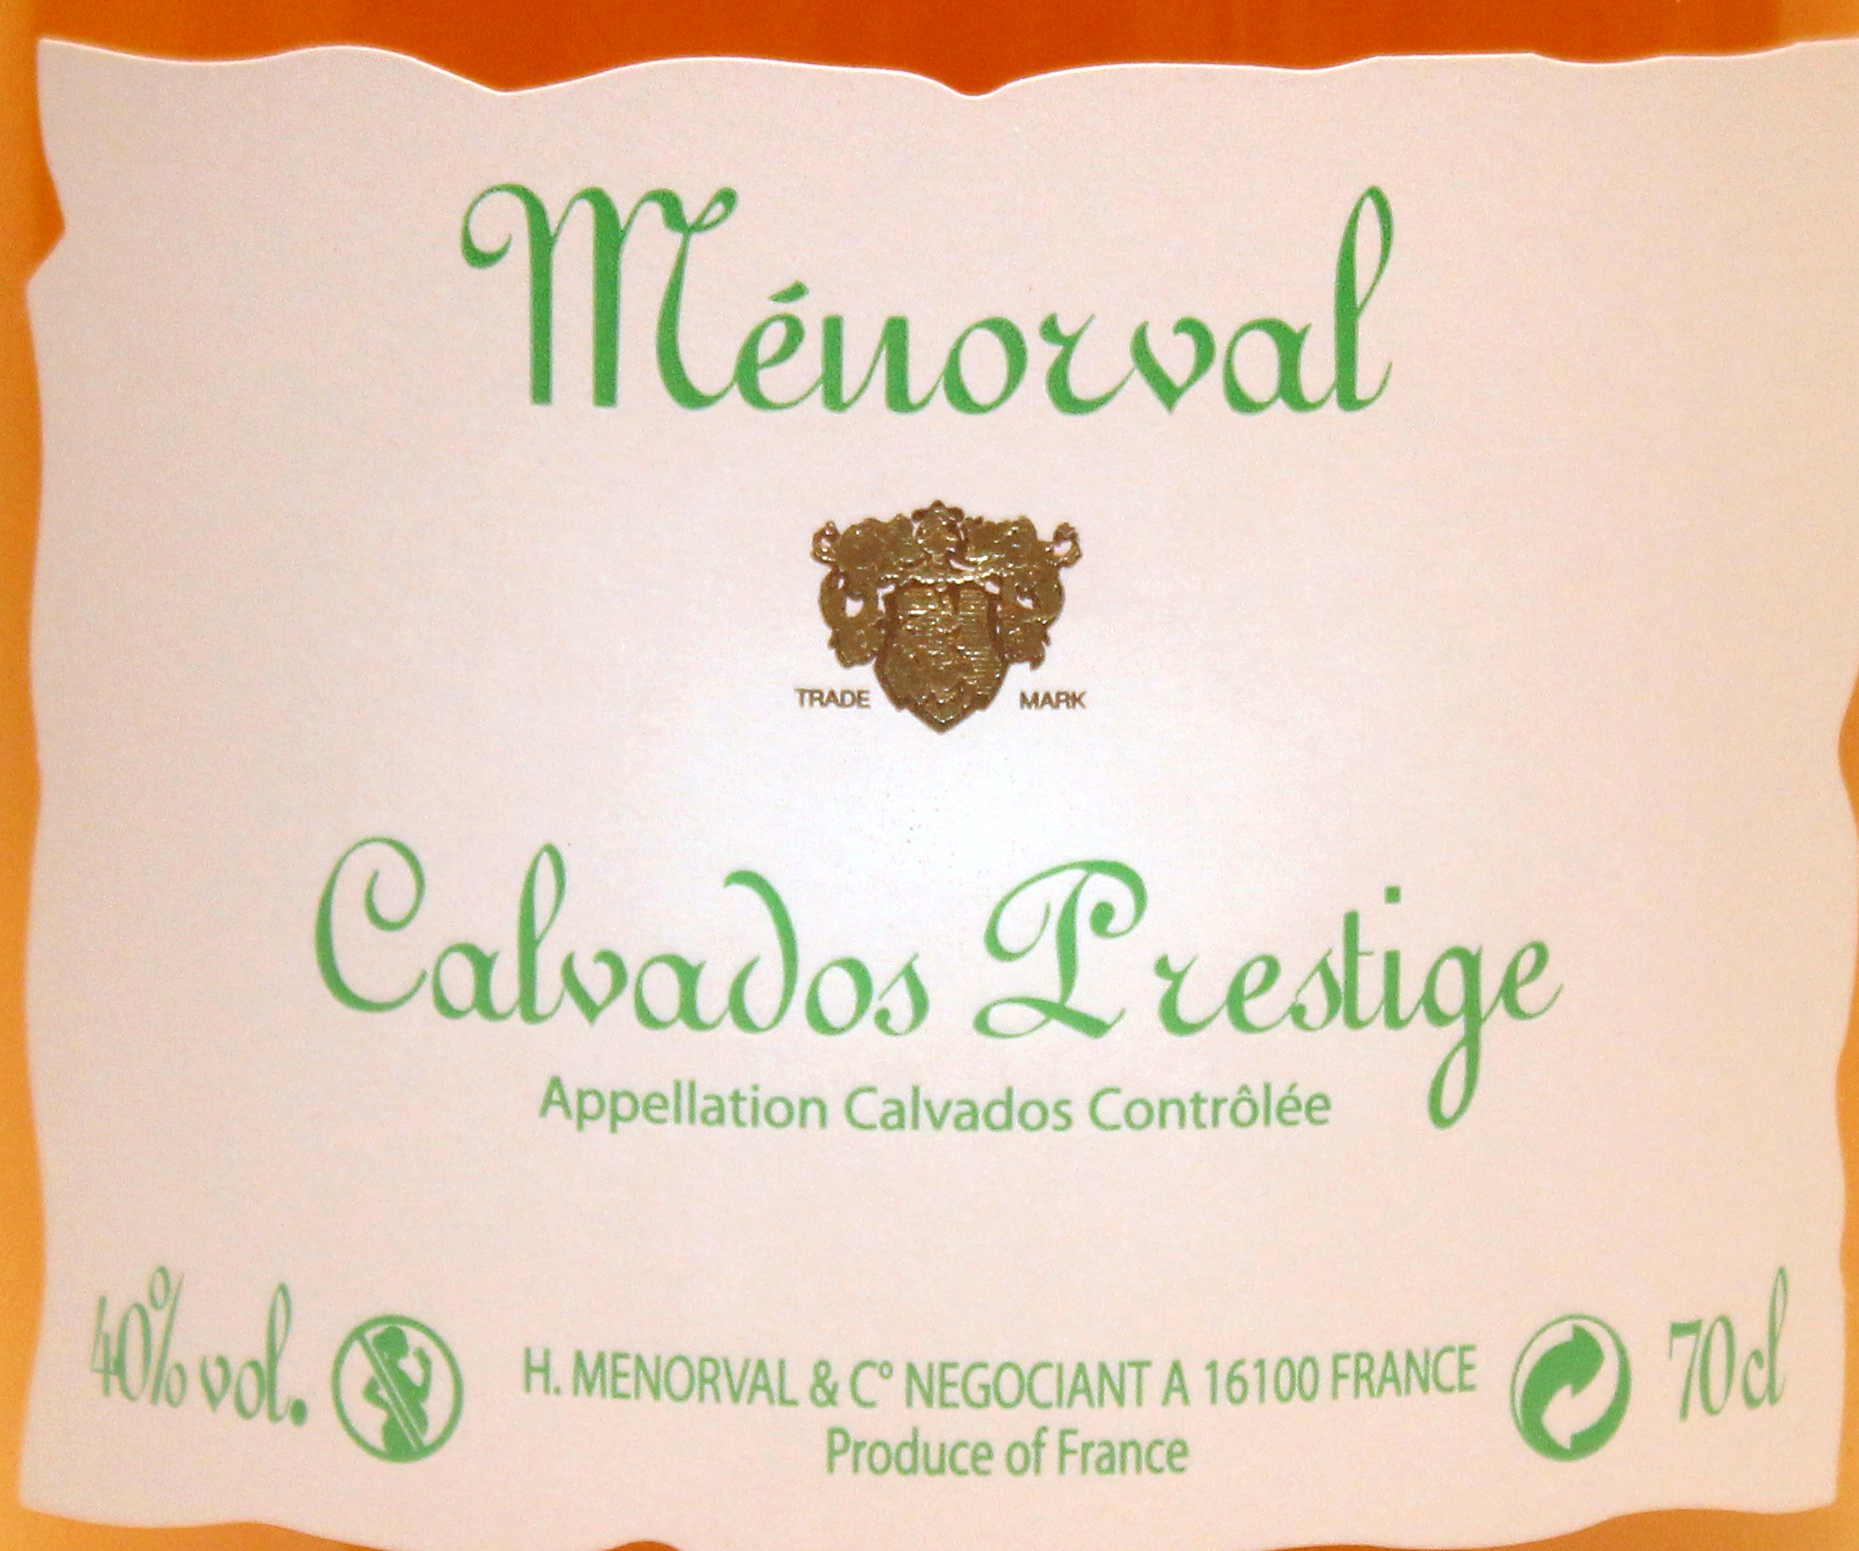 Ménorval
TRADE MARK
Calvados Prestige
Appellation Calvados Contrôlée
40% vol.
H. MENORVAL & C° NEGOCIANT A 16100 FRANCE
Produce of France
70cl